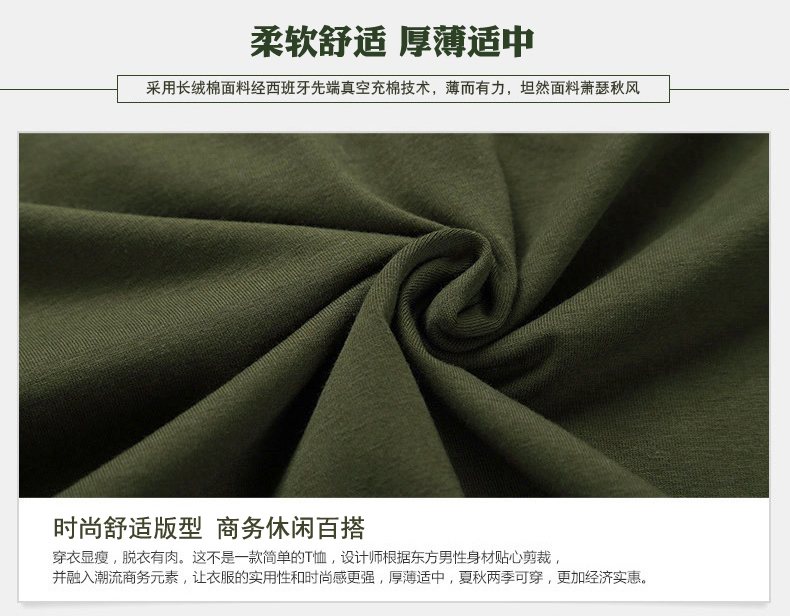 柔软舒适 厚薄适中
采用长绒棉面料经西班牙先端真空充棉技术，薄而有力，坦然面料萧瑟秋风
时尚舒适版型 商务休闲百搭
穿衣显瘦，脱衣有肉。这不是一款简单的T恤，设计师根据东方男性身材贴心剪裁，
并融入潮流商务元素，让衣服的实用性和时尚感更强，厚薄适中，夏秋两季可穿，更加经济实惠。